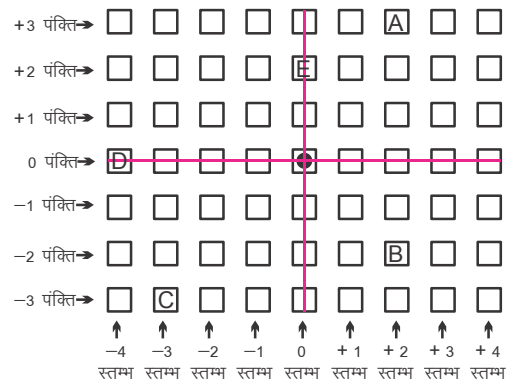 +3 पंक्ति A
+2 पंक्ति E
+1 पंक्ति
0 पंक्ति D
−1 पंक्ति
−2 पंक्ति B
−3 पंक्ति C
−4 −3 −2 −1 0 + 1 + 2 + 3 + 4
स्तम्भ स्तम्भ स्तम्भ स्तम्भ स्तम्भ स्तम्भ स्तम्भ स्तम्भ स्तम्भ